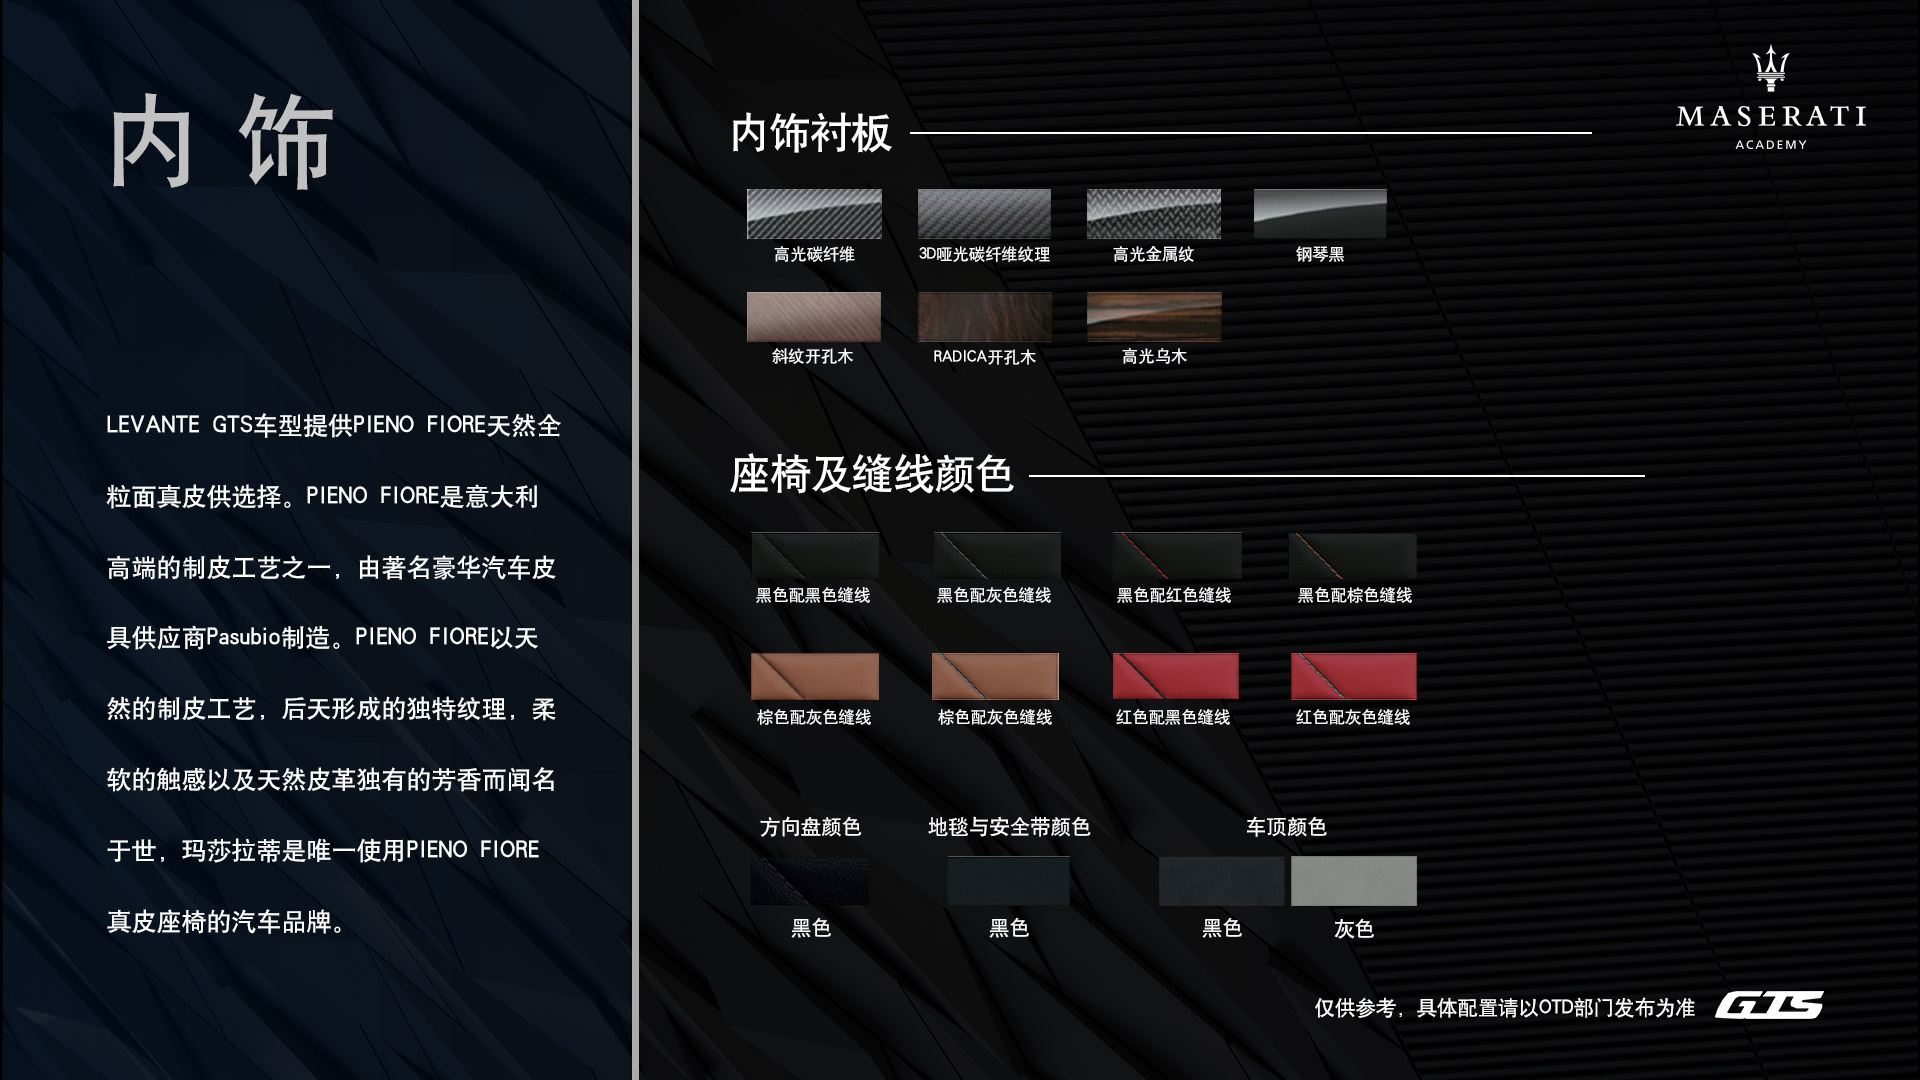 内饰
LEVANTE GTS车型提供PIENO FIORE天然全
粒面真皮供选择。PIENO FIORE是意大利
高端的制皮工艺之一，由著名豪华汽车皮
具供应商Pasubio制造。PIENO FIORE以天
然的制皮工艺，后天形成的独特纹理，柔
软的触感以及天然皮革独有的芳香而闻名
于世，玛莎拉蒂是唯一使用PIENO FIORE
真皮座椅的汽车品牌。
MASERATI
ACADEMY
内饰衬板
高光碳纤维 3D哑光碳纤维纹理 高光金属纹 钢琴黑
斜纹开孔木 RADICA开孔木 高光乌木
座椅及缝线颜色
黑色配黑色缝线 黑色配灰色缝线 黑色配红色缝线 黑色配棕色缝线
棕色配灰色缝线 棕色配灰色缝线 红色配黑色缝线 红色配灰色缝线
方向盘颜色 地毯与安全带颜色 车顶颜色
黑色 黑色 黑色 灰色
仅供参考，具体配置请以OTD部门发布为准
GTS